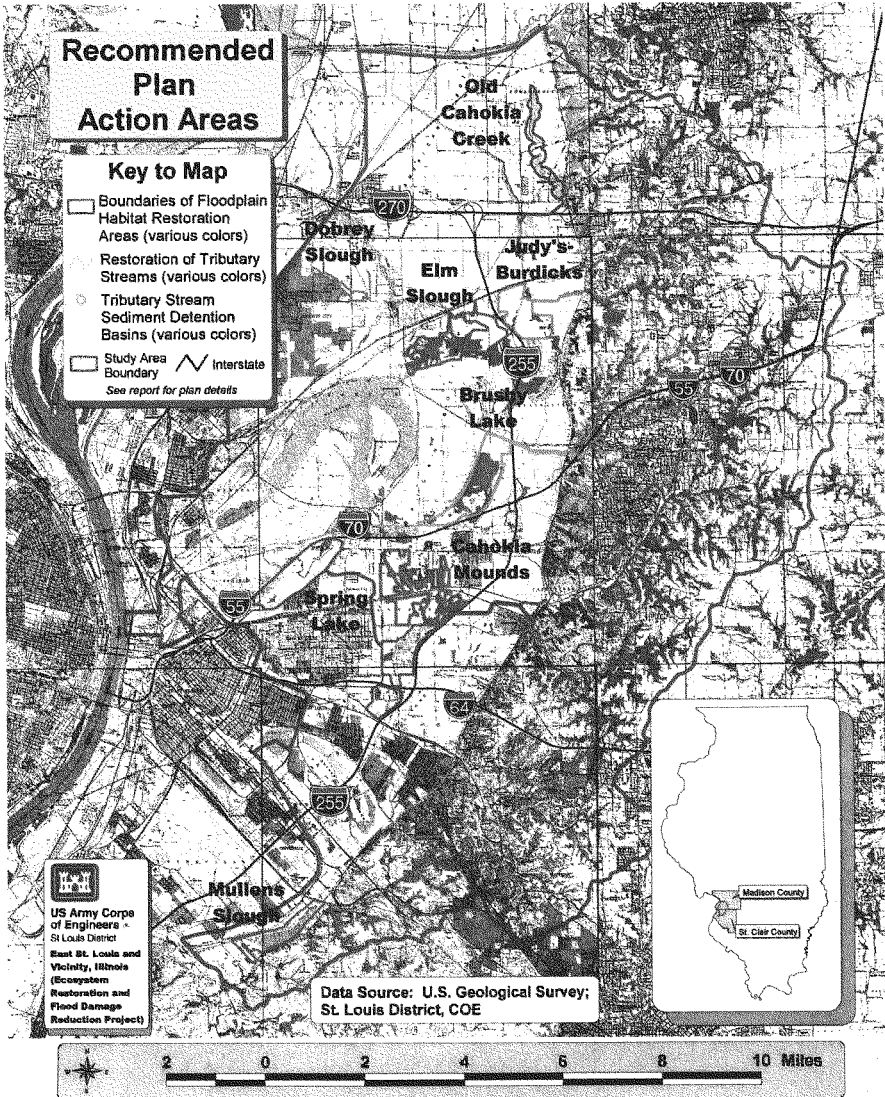 Recommended
Plan
Action Areas
Key to Map
Boundaries of Floodplain
Habitat Restoration
Areas (various colors)
Restoration of Tributary
Streams (various colors)
Tributary Stream
Sediment Detention
Basins (various colors)
Study Area
Boundary
Interstate
See report for plan details
Old
Cahokia
Creek
270
Dobrey
Slough
Judy's-
Burdicks
Elm
Slough
255
55
70
Brushy
Lake
70
Cahokia
Mounds
55
Spring
Lake
64
255
Mullens
Slough
Madison County
St. Clair County
US Army Corps
of Engineers
St Louis District
East St. Louis and
Vicinity, Illinois
(Ecosystem
Restoration and
Flood Damage
Reduction Project)
Data Source: U.S. Geological Survey;
St. Louis District, COE
2 0 2 4 6 8 10 Miles